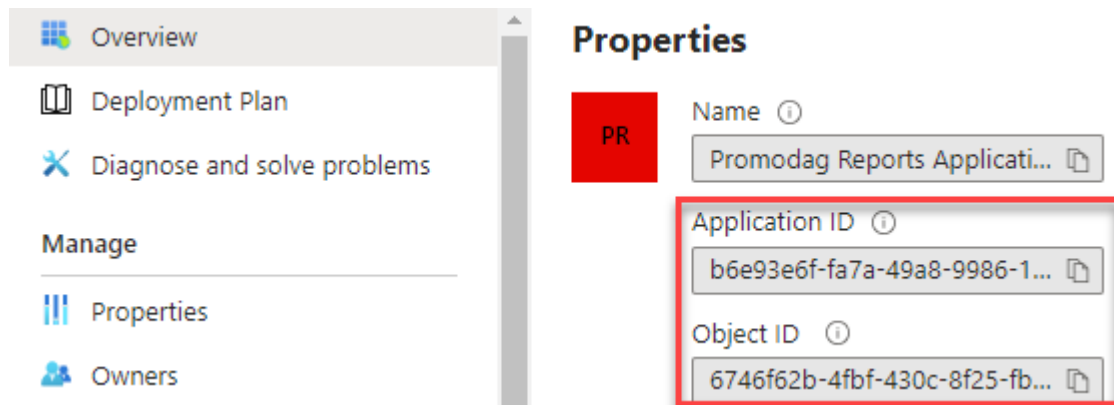 Overview
Deployment Plan
Diagnose and solve problems
Manage
Properties
Owners
Properties
PR
Name
Promodag Reports Applicati...
Application ID
b6e93e6f-fa7a-49a8-9986-1...
Object ID
6746f62b-4fbf-430c-8f25-fb...